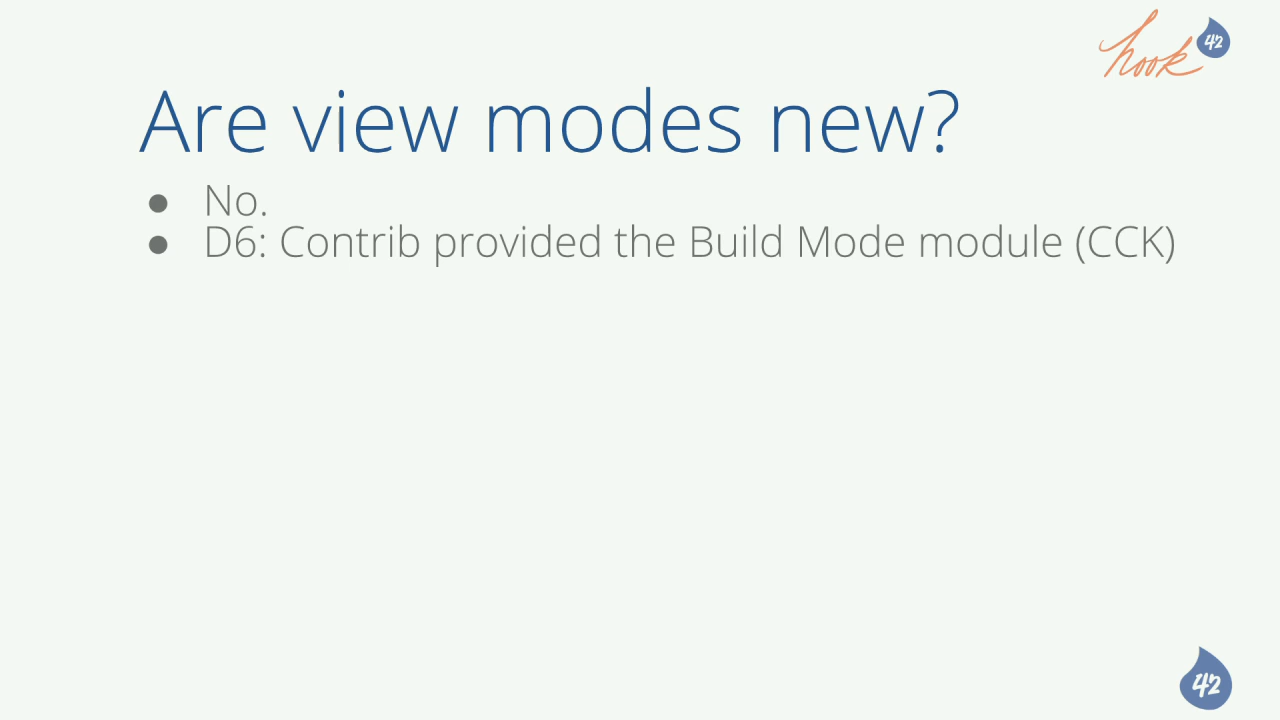 hook 42
Are view modes new?
● No.
● D6: Contrib provided the Build Mode module (CCK)
42